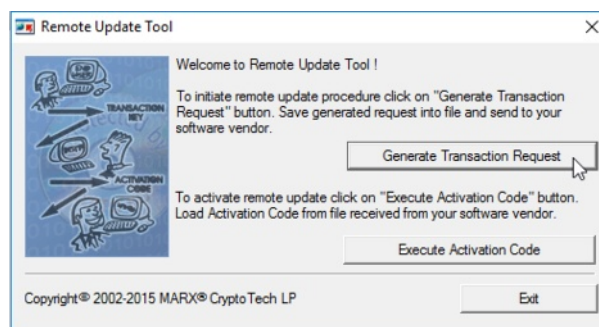 Remote Update Tool
Welcome to Remote Update Tool !
To initiate remote update procedure click on "Generate Transaction
Request" button. Save generated request into file and send to your
software vendor.
Generate Transaction Request
To activate remote update click on "Execute Activation Code" button.
Load Activation Code from file received from your software vendor.
Execute Activation Code
TRANSACTION
KEY
ACTIVATION
CODE
Copyright© 2002-2015 MARX® CryptoTech LP
Exit